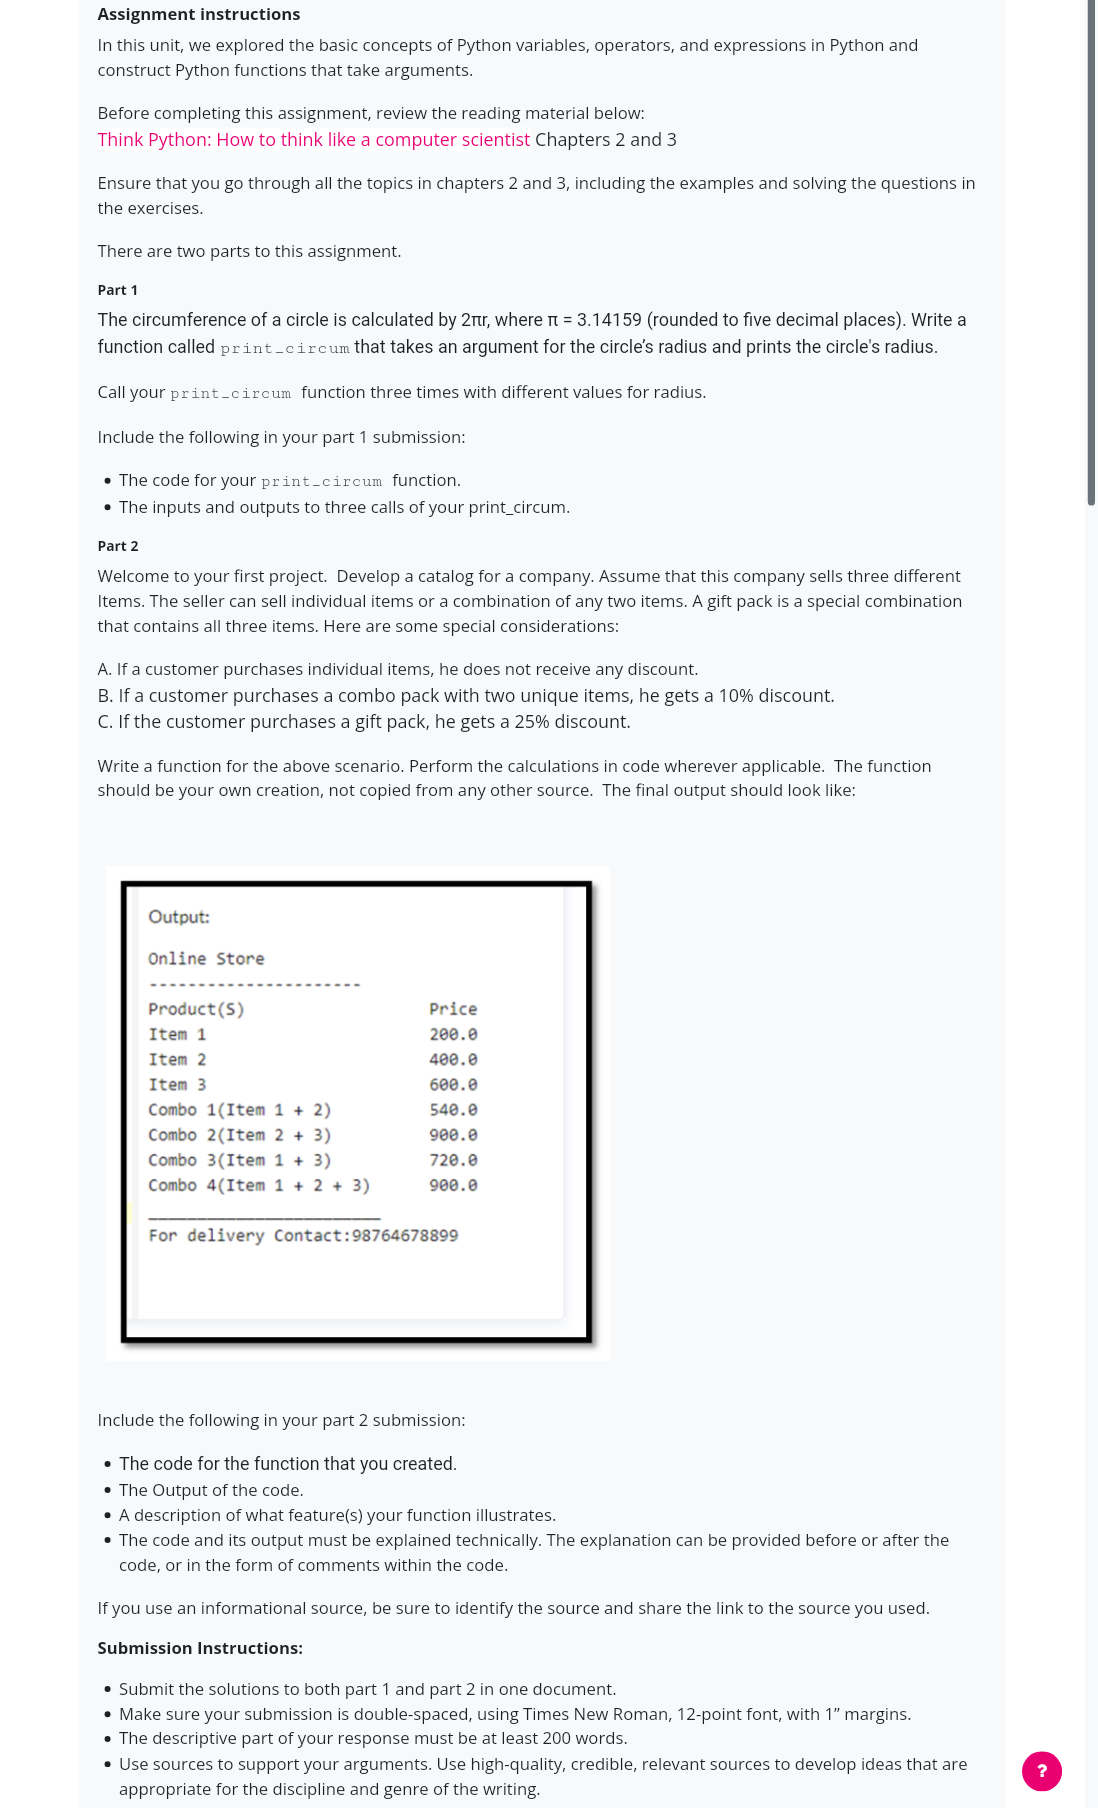 Assignment instructions
In this unit, we explored the basic concepts of Python variables, operators, and expressions in Python and
construct Python functions that take arguments.
Before completing this assignment, review the reading material below:
Think Python: How to think like a computer scientist Chapters 2 and 3
Ensure that you go through all the topics in chapters 2 and 3, including the examples and solving the questions in
the exercises.
There are two parts to this assignment.
Part 1
The circumference of a circle is calculated by 2πr, where π = 3.14159 (rounded to five decimal places). Write a
function called print_circum that takes an argument for the circle’s radius and prints the circle's radius.
Call your print_circum function three times with different values for radius.
Include the following in your part 1 submission:
• The code for your print_circum function.
• The inputs and outputs to three calls of your print_circum.
Part 2
Welcome to your first project.  Develop a catalog for a company. Assume that this company sells three different
Items. The seller can sell individual items or a combination of any two items. A gift pack is a special combination
that contains all three items. Here are some special considerations:
A. If a customer purchases individual items, he does not receive any discount.
B. If a customer purchases a combo pack with two unique items, he gets a 10% discount.
C. If the customer purchases a gift pack, he gets a 25% discount.
Write a function for the above scenario. Perform the calculations in code wherever applicable.  The function
should be your own creation, not copied from any other source.  The final output should look like:
Output:
Online Store
----------------------
Product(S) Price
Item 1 200.0
Item 2 400.0
Item 3 600.0
Combo 1(Item 1 + 2) 540.0
Combo 2(Item 2 + 3) 900.0
Combo 3(Item 1 + 3) 720.0
Combo 4(Item 1 + 2 + 3) 900.0
________________________
For delivery Contact:98764678899
Include the following in your part 2 submission:
• The code for the function that you created.
• The Output of the code.
• A description of what feature(s) your function illustrates.
• The code and its output must be explained technically. The explanation can be provided before or after the
code, or in the form of comments within the code.
If you use an informational source, be sure to identify the source and share the link to the source you used.
Submission Instructions:
• Submit the solutions to both part 1 and part 2 in one document.
• Make sure your submission is double-spaced, using Times New Roman, 12-point font, with 1” margins.
• The descriptive part of your response must be at least 200 words.
• Use sources to support your arguments. Use high-quality, credible, relevant sources to develop ideas that are
?
appropriate for the discipline and genre of the writing.